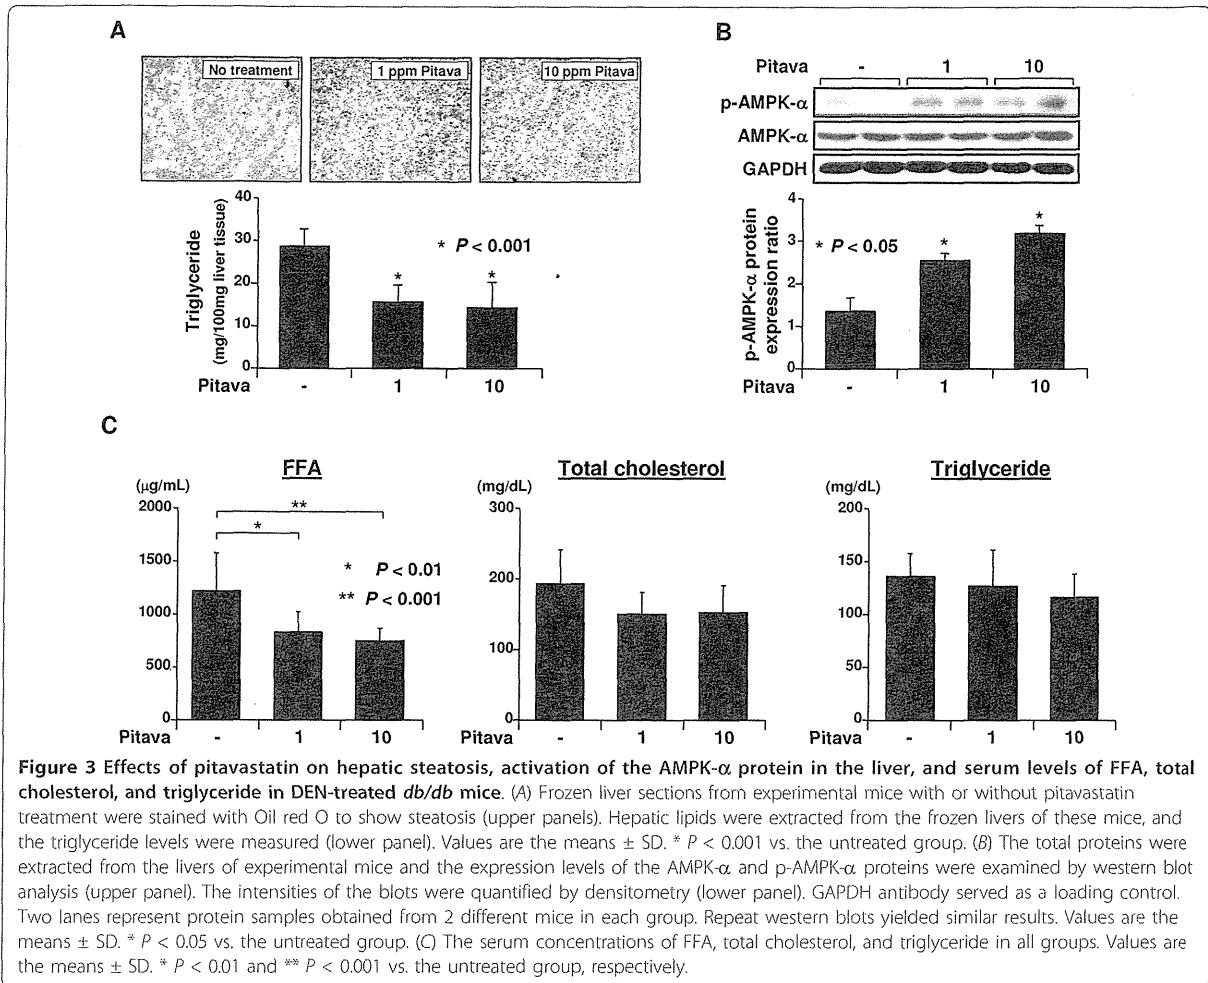 A
No treatment
1 ppm Pitava
10 ppm Pitava
Triglyceride
(mg/100mg liver tissue)
40
30
20
10
0
* P < 0.001
*
*
Pitava - 1 10
B
Pitava - 1 10
p-AMPK-α
AMPK-α
GAPDH
p-AMPK-α protein
expression ratio
4
3
2
1
0
* P < 0.05
*
*
Pitava - 1 10
C
FFA
(μg/mL)
2000
1500
1000
500
0
**
*
* P < 0.01
** P < 0.001
Pitava - 1 10
Total cholesterol
(mg/dL)
300
200
100
0
- 1 10
Triglyceride
(mg/dL)
200
150
100
50
0
Pitava - 1 10
Pitava
Figure 3 Effects of pitavastatin on hepatic steatosis, activation of the AMPK-α protein in the liver, and serum levels of FFA, total
cholesterol, and triglyceride in DEN-treated db/db mice. (A) Frozen liver sections from experimental mice with or without pitavastatin
treatment were stained with Oil red O to show steatosis (upper panels). Hepatic lipids were extracted from the frozen livers of these mice, and
the triglyceride levels were measured (lower panel). Values are the means ± SD. * P < 0.001 vs. the untreated group. (B) The total proteins were
extracted from the livers of experimental mice and the expression levels of the AMPK-α and p-AMPK-α proteins were examined by western blot
analysis (upper panel). The intensities of the blots were quantified by densitometry (lower panel). GAPDH antibody served as a loading control.
Two lanes represent protein samples obtained from 2 different mice in each group. Repeat western blots yielded similar results. Values are the
means ± SD. * P < 0.05 vs. the untreated group. (C) The serum concentrations of FFA, total cholesterol, and triglyceride in all groups. Values are
the means ± SD. * P < 0.01 and ** P < 0.001 vs. the untreated group, respectively.